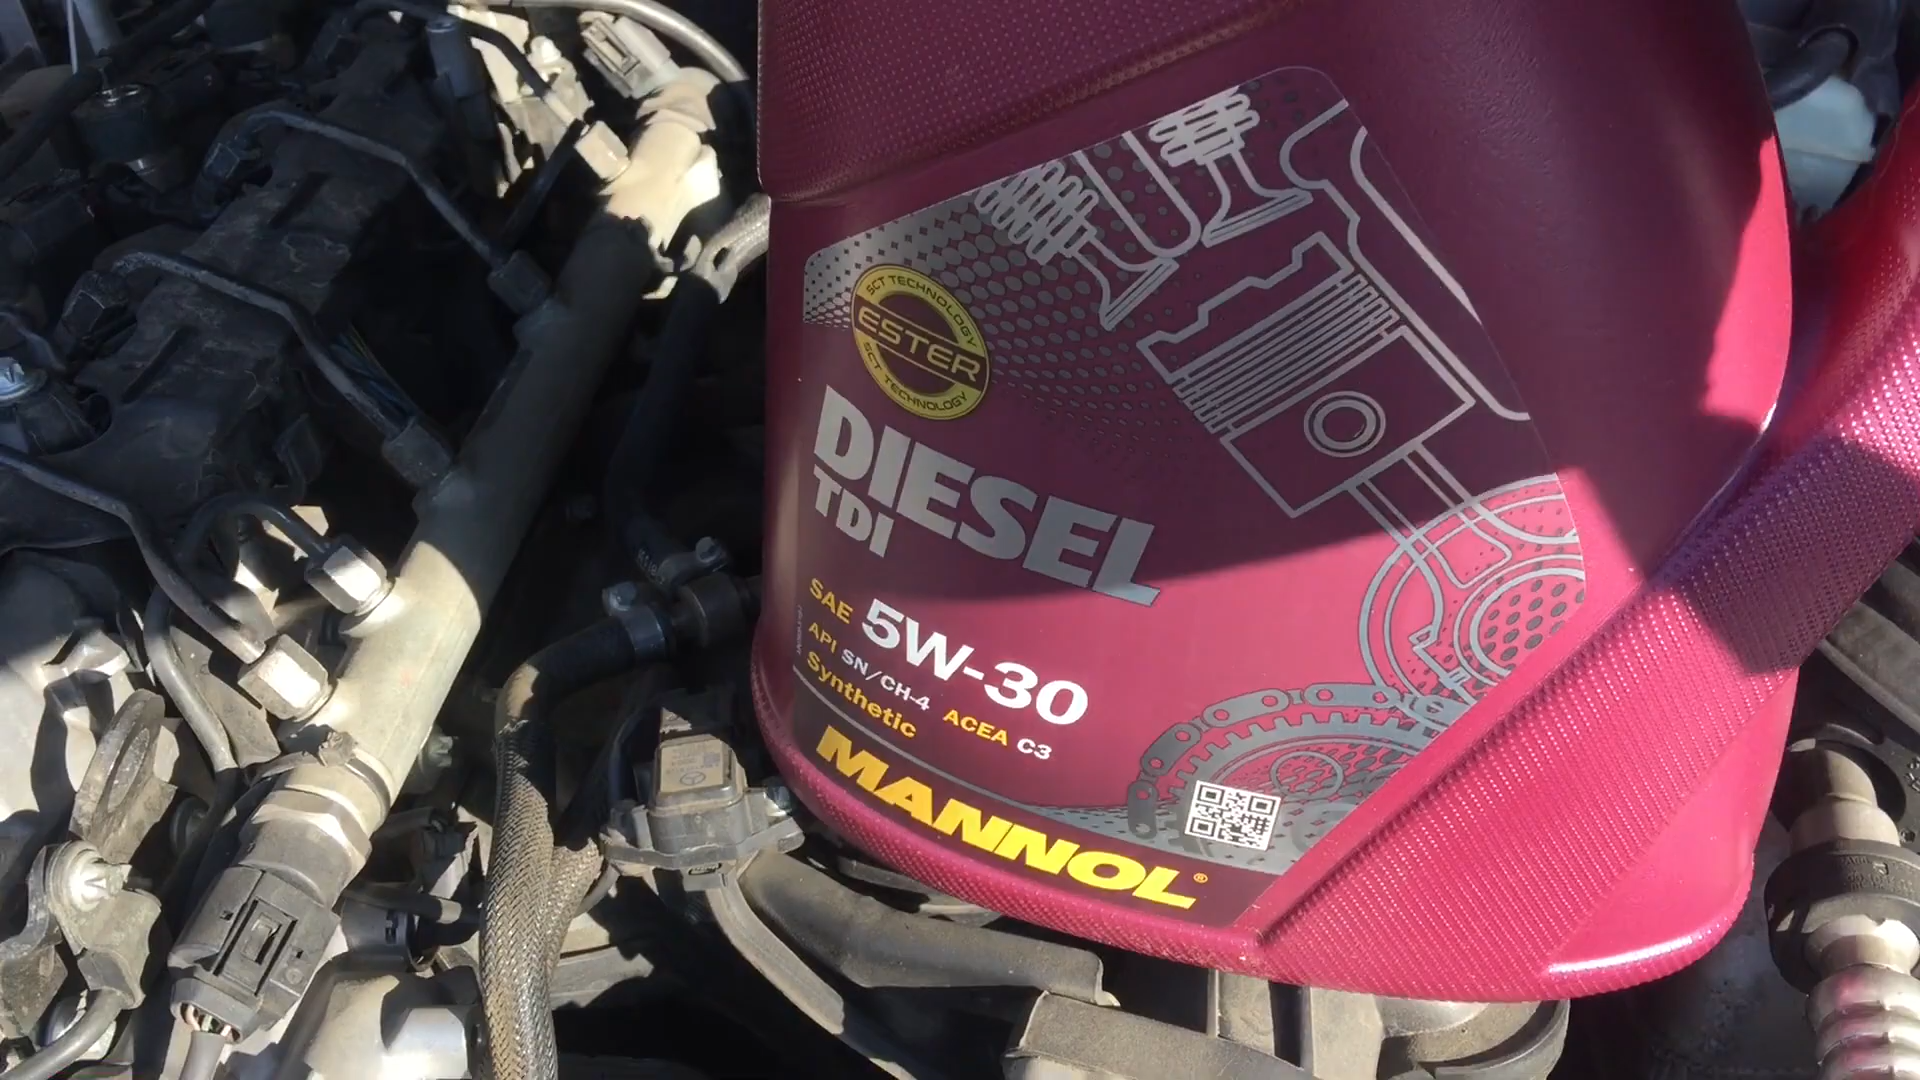 SCT TECHNOLOGY
ESTER
SCT TECHNOLOGY
DIESEL
TDI
SAE 5W-30
API SN/CH-4 ACEA C3
Synthetic
MANNOL®